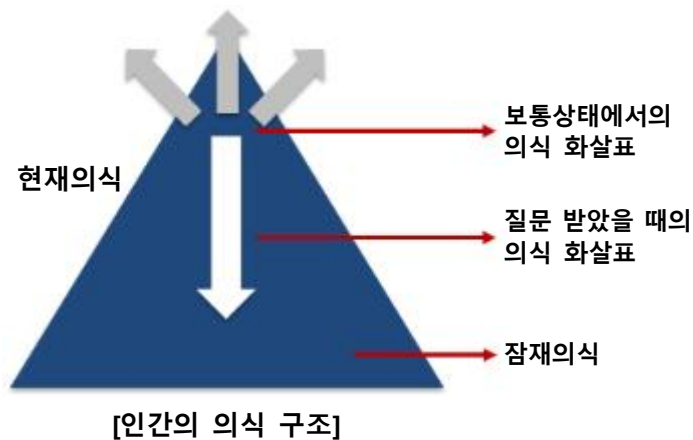 보통상태에서의
의식 화살표
현재의식
질문 받았을 때의
의식 화살표
잠재의식
[인간의 의식 구조]